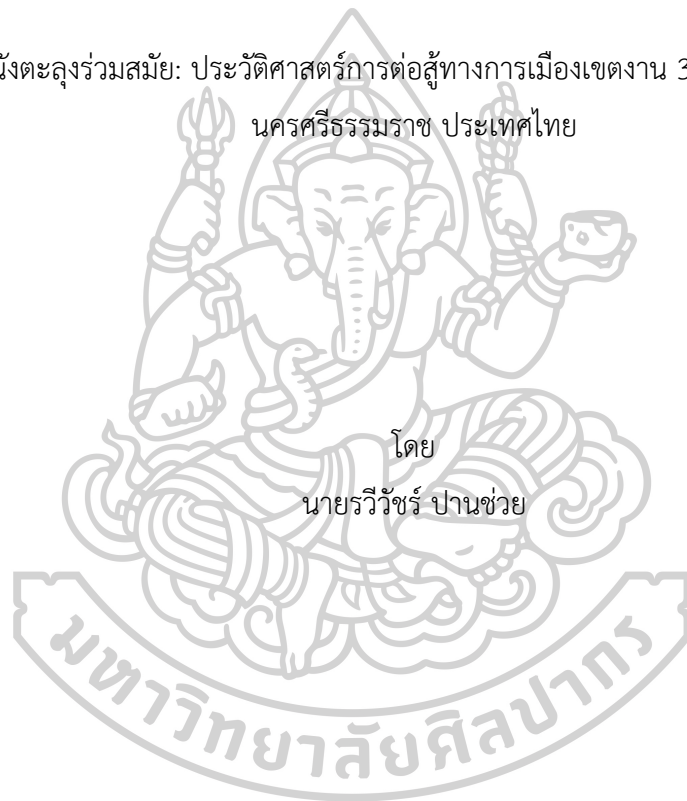 นังตะลุงร่วมสมัย: ประวัติศาสตร์การต่อสู้ทางการเมืองเขตงาน 3
นครศรีธรรมราช ประเทศไทย
โดย
นายรวีวัชร์ ปานช่วย
มหาวิทยาลัยศิลปากร